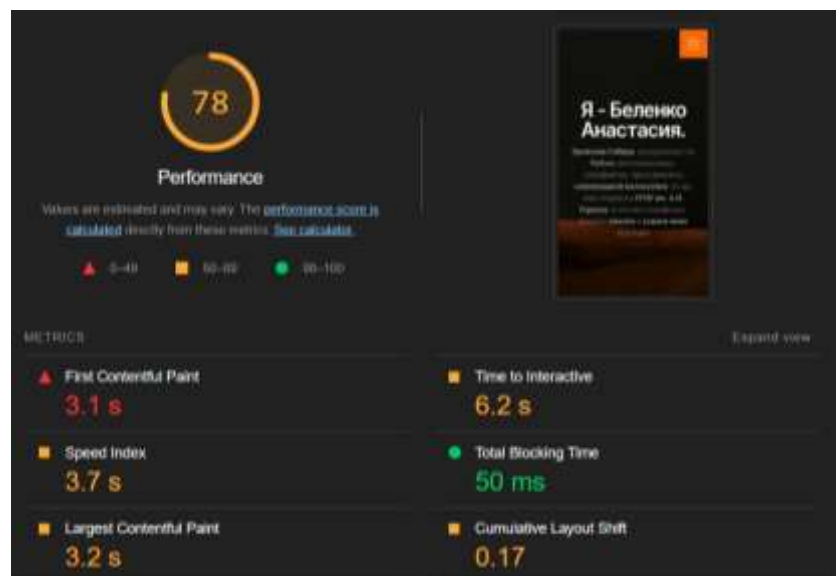 78
Performance
Values are estimated and may vary. The performance score is
calculated directly from these metrics. See calculator.
0–49
50–89
90–100
Я - Беленко
Анастасия.
METRICS
Expand view
First Contentful Paint
3.1 s
Time to Interactive
6.2 s
Speed Index
3.7 s
Total Blocking Time
50 ms
Largest Contentful Paint
3.2 s
Cumulative Layout Shift
0.17